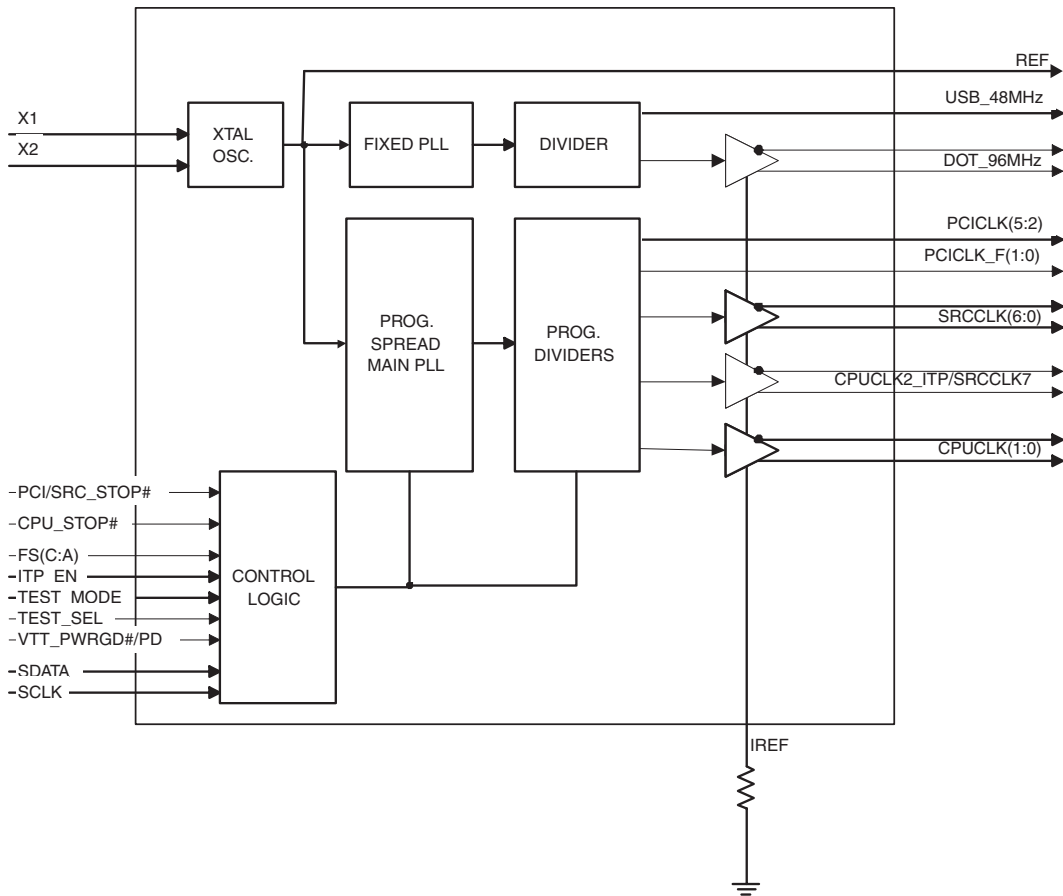 REF
USB_48MHz
X1
XTAL
OSC.
FIXED PLL
DIVIDER
X2
DOT_96MHz
PCICLK(5:2)
PCICLK_F(1:0)
PROG.
SPREAD
MAIN PLL
PROG.
DIVIDERS
SRCCLK(6:0)
CPUCLK2_ITP/SRCCLK7
CPUCLK(1:0)
PCI/SRC_STOP#
CPU_STOP#
FS(C:A)
ITP_EN
TEST_MODE
TEST_SEL
VTT_PWRGD#/PD
SDATA
SCLK
CONTROL
LOGIC
IREF